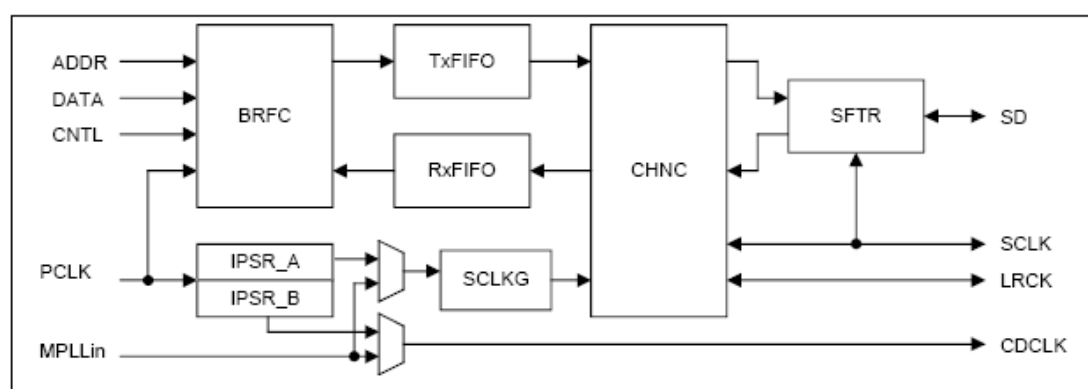 ADDR
DATA
CNTL
PCLK
MPLLin
BRFC
TxFIFO
RxFIFO
IPSR_A
IPSR_B
SCLKG
CHNC
SFTR
SD
SCLK
LRCK
CDCLK